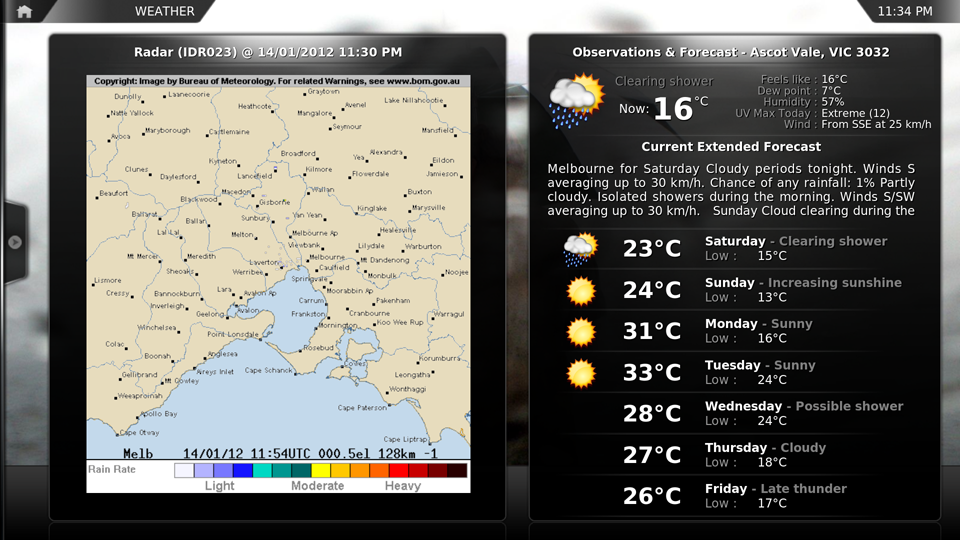 WEATHER
11:34 PM
Radar (IDR023) @ 14/01/2012 11:30 PM
Copyright: Image by Bureau of Meteorology. For related Warnings, see www.bom.gov.au
Dunolly
Laanecoorie
Graytown
Heathcote
Avenel
Lake Nillahcootie
Natte Yallock
Mangalore
Seymour
Mansfield
Avoca
Maryborough
Castlemaine
Broadford
Yea
Alexandra
Eildon
Kyneton
Clunes
Daylesford
Lancefield
Kilmore
Flowerdale
Jamieson
Beaufort
Macedon
Wallan
Buxton
Blackwood
Gisborne
Kinglake
Marysville
Ballarat
Ballan
Sunbury
Yan Yean
Lal Lal
Melton
Melbourne Ap
Healesville
Viewbank
Lilydale
Warburton
Mt Mercer
Meredith
Laverton
Melbourne
Mt Dandenong
Sheoaks
Werribee
Caulfield
Monbulk
Noojee
Lismore
Springvale
Cressy
Bannockburn
Lara
Avalon Ap
Moorabbin Ap
Inverleigh
Avalon
Carrum
Pakenham
Geelong
Frankston
Cranbourne
Warragul
Winchelsea
Point Lonsdale
Mornington
Koo Wee Rup
Colac
Boonah
Anglesea
Rosebud
Korumburra
Gellibrand
Aireys Inlet
Cape Schanck
Cowes
Leongatha
Mt Cowley
Weeaproinah
Wonthaggi
Apollo Bay
Cape Paterson
Cape Otway
Cape Liptrap
Melb 14/01/12 11:54UTC 000.5el 128km -1
Rain Rate
Light Moderate Heavy
Observations & Forecast - Ascot Vale, VIC 3032
Clearing shower
Now: 16°C
Feels like : 16°C
Dew point : 7°C
Humidity : 57%
UV Max Today : Extreme (12)
Wind : From SSE at 25 km/h
Current Extended Forecast
Melbourne for Saturday Cloudy periods tonight. Winds S
averaging up to 30 km/h. Chance of any rainfall: 1% Partly
cloudy. Isolated showers during the morning. Winds S/SW
averaging up to 30 km/h. Sunday Cloud clearing during the
23°C Saturday - Clearing shower
Low : 15°C
24°C Sunday - Increasing sunshine
Low : 13°C
31°C Monday - Sunny
Low : 16°C
33°C Tuesday - Sunny
Low : 24°C
28°C Wednesday - Possible shower
Low : 24°C
27°C Thursday - Cloudy
Low : 18°C
26°C Friday - Late thunder
Low : 17°C